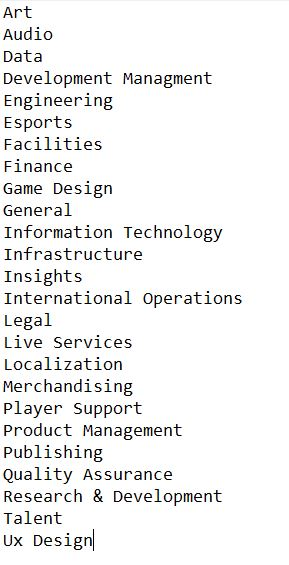 Art
Audio
Data
Development Managment
Engineering
Esports
Facilities
Finance
Game Design
General
Information Technology
Infrastructure
Insights
International Operations
Legal
Live Services
Localization
Merchandising
Player Support
Product Management
Publishing
Quality Assurance
Research & Development
Talent
Ux Design